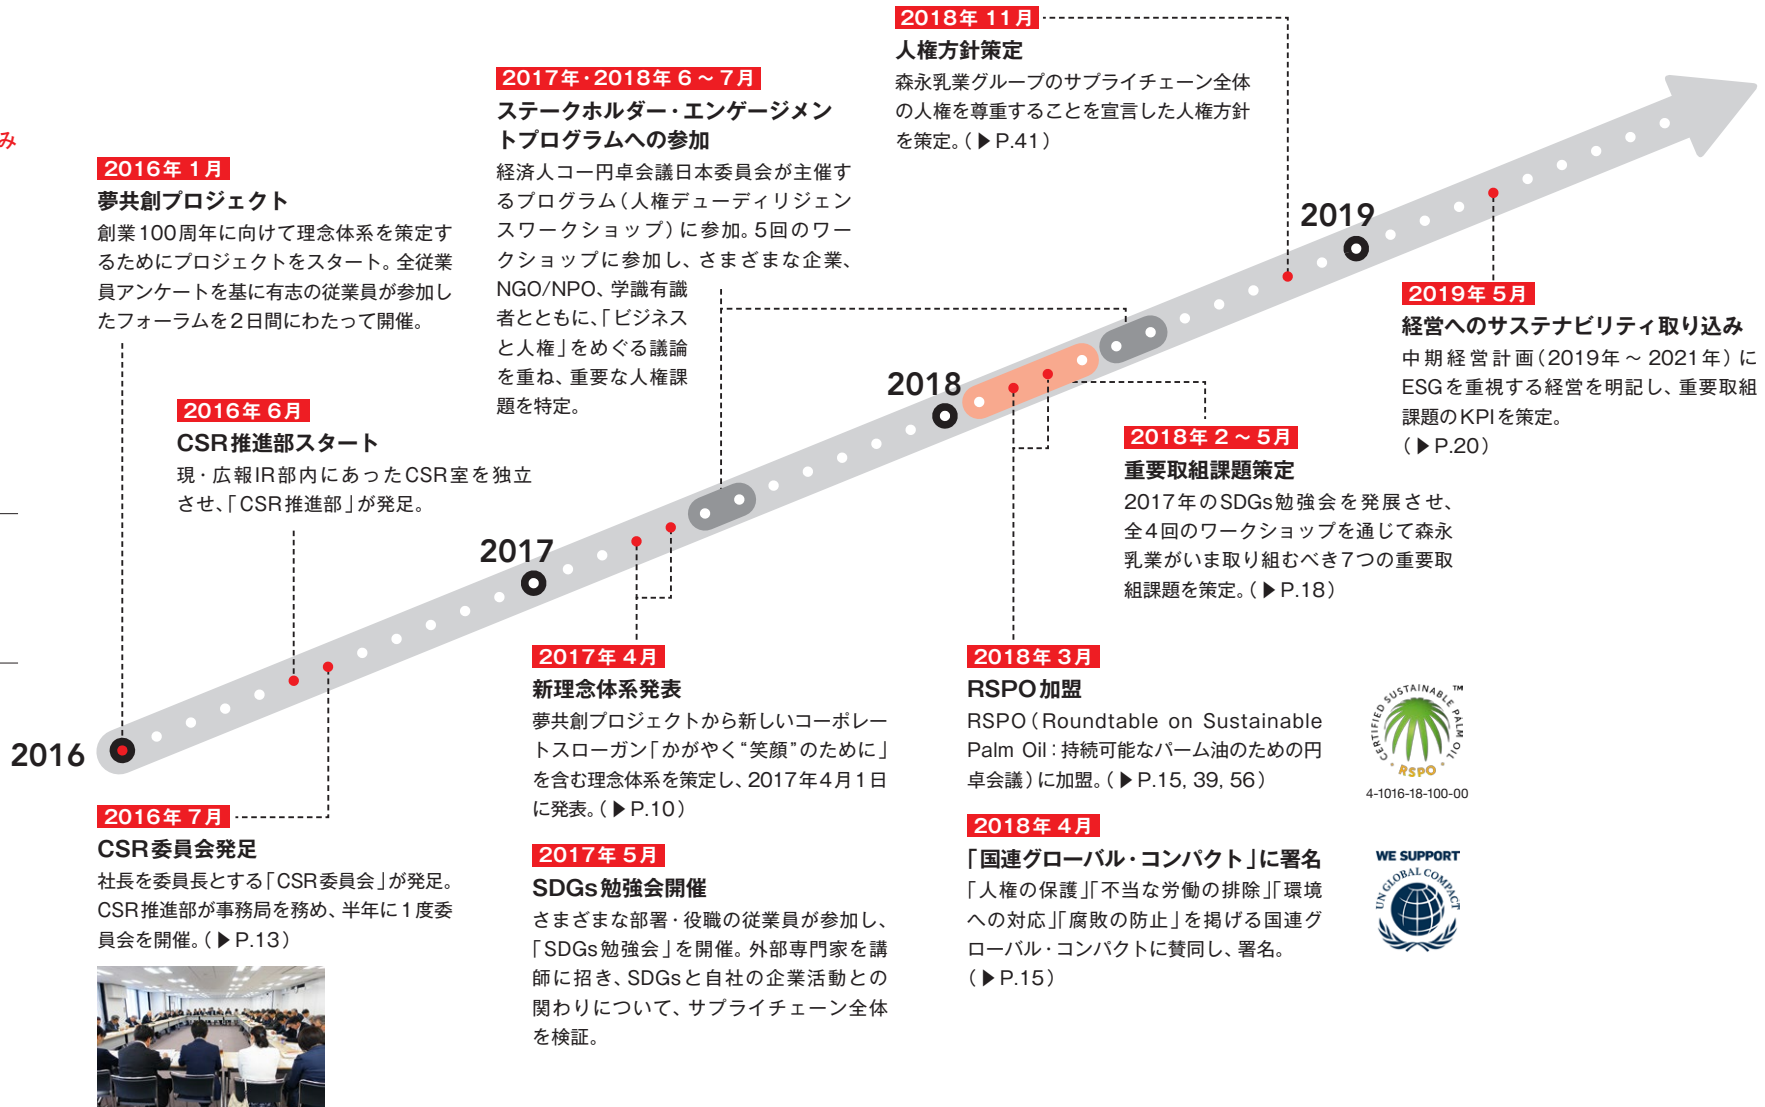 み
2016年 1月
夢共創プロジェクト
創業100周年に向けて理念体系を策定す
るためにプロジェクトをスタート。全従業
員アンケートを基に有志の従業員が参加し
たフォーラムを2日間にわたって開催。
2016年 6月
CSR推進部スタート
現・広報IR部内にあったCSR室を独立
させ、「CSR推進部」が発足。
2017年・2018年 6～7月
ステークホルダー・エンゲージメン
トプログラムへの参加
経済人コー円卓会議日本委員会が主催す
るプログラム（人権デューディリジェン
スワークショップ）に参加。5回のワー
クショップに参加し、さまざまな企業、
NGO/NPO、学識有識
者とともに、「ビジネス
と人権」をめぐる議論
を重ね、重要な人権課
題を特定。
2018年 11月
人権方針策定
森永乳業グループのサプライチェーン全体
の人権を尊重することを宣言した人権方針
を策定。（▶P.41）
2016
2017
2018
2019
2019年 5月
経営へのサステナビリティ取り込み
中期経営計画（2019年～2021年）に
ESGを重視する経営を明記し、重要取組
課題のKPIを策定。
（▶P.20）
2018年 2～5月
重要取組課題策定
2017年のSDGs勉強会を発展させ、
全4回のワークショップを通じて森永
乳業がいま取り組むべき7つの重要取
組課題を策定。（▶P.18）
2016年 7月
CSR委員会発足
社長を委員長とする「CSR委員会」が発足。
CSR推進部が事務局を務め、半年に1度委
員会を開催。（▶P.13）
2017年 4月
新理念体系発表
夢共創プロジェクトから新しいコーポレー
トスローガン「かがやく“笑顔”のために」
を含む理念体系を策定し、2017年4月1日
に発表。（▶P.10）
2017年 5月
SDGs勉強会開催
さまざまな部署・役職の従業員が参加し、
「SDGs勉強会」を開催。外部専門家を講
師に招き、SDGsと自社の企業活動との
関わりについて、サプライチェーン全体
を検証。
2018年 3月
RSPO加盟
RSPO（Roundtable on Sustainable
Palm Oil：持続可能なパーム油のための円
卓会議）に加盟。（▶P.15, 39, 56）
2018年 4月
「国連グローバル・コンパクト」に署名
「人権の保護」「不当な労働の排除」「環境
への対応」「腐敗の防止」を掲げる国連グ
ローバル・コンパクトに賛同し、署名。
（▶P.15）
CERTIFIED SUSTAINABLE PALM OIL ™
RSPO
4-1016-18-100-00
WE SUPPORT
UN GLOBAL COMPACT